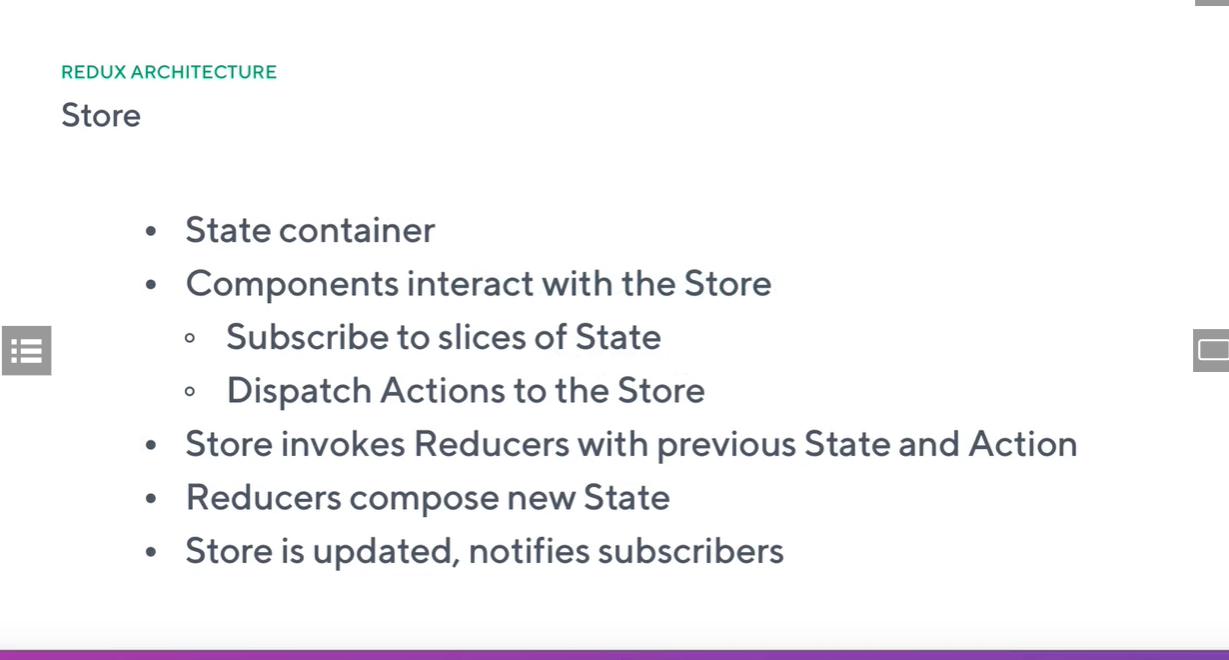 REDUX ARCHITECTURE
Store
• State container
• Components interact with the Store
◦ Subscribe to slices of State
◦ Dispatch Actions to the Store
• Store invokes Reducers with previous State and Action
• Reducers compose new State
• Store is updated, notifies subscribers